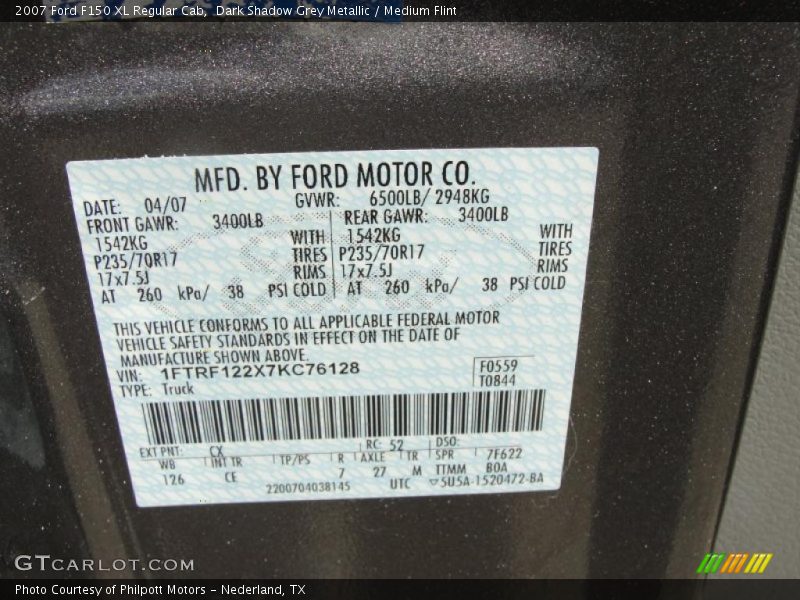 2007 Ford F150 XL Regular Cab,  Dark Shadow Grey Metallic / Medium Flint
MFD. BY FORD MOTOR CO.
DATE: 04/07 GVWR: 6500LB/ 2948KG
FRONT GAWR: 3400LB REAR GAWR: 3400LB
1542KG WITH 1542KG WITH
P235/70R17 TIRES P235/70R17 TIRES
17x7.5J RIMS 17x7.5J RIMS
AT 260 kPa/ 38 PSI COLD AT 260 kPa/ 38 PSI COLD
THIS VEHICLE CONFORMS TO ALL APPLICABLE FEDERAL MOTOR
VEHICLE SAFETY STANDARDS IN EFFECT ON THE DATE OF
MANUFACTURE SHOWN ABOVE.
VIN: 1FTRF122X7KC76128 F0559
TYPE: Truck T0844
EXT PNT: CX RC: 52 DSO:
WB INT TR TP/PS R AXLE TR SPR 7F622
126 CE 7 27 M TTMM BOA
2200704038145 UTC ▽5U5A-1520472-BA
GTCARLOT.COM
Photo Courtesy of Philpott Motors - Nederland, TX